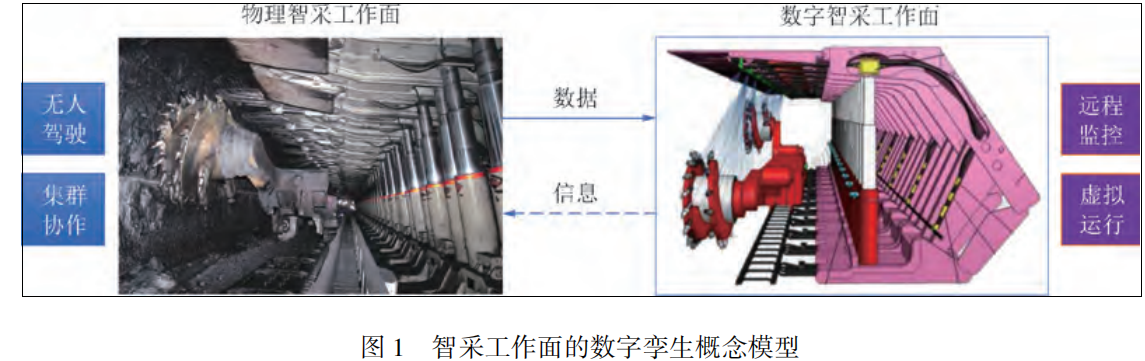 物理智采工作面
数字智采工作面
无人
驾驶
集群
协作
数据
信息
远程
监控
虚拟
运行
图1 智采工作面的数字孪生概念模型